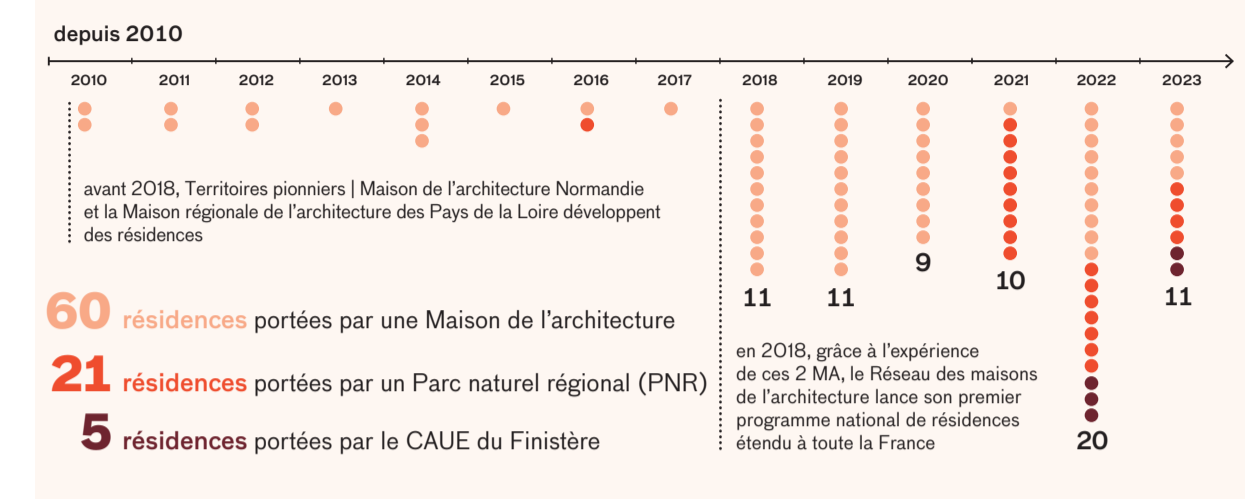 depuis 2010
2010 2011 2012 2013 2014 2015 2016 2017 2018 2019 2020 2021 2022 2023
avant 2018, Territoires pionniers | Maison de l'architecture Normandie
et la Maison régionale de l'architecture des Pays de la Loire développent
des résidences
11
11
9
10
20
11
60 résidences portées par une Maison de l'architecture
21 résidences portées par un Parc naturel régional (PNR)
5 résidences portées par le CAUE du Finistère
en 2018, grâce à l'expérience
de ces 2 MA, le Réseau des maisons
de l'architecture lance son premier
programme national de résidences
étendu à toute la France